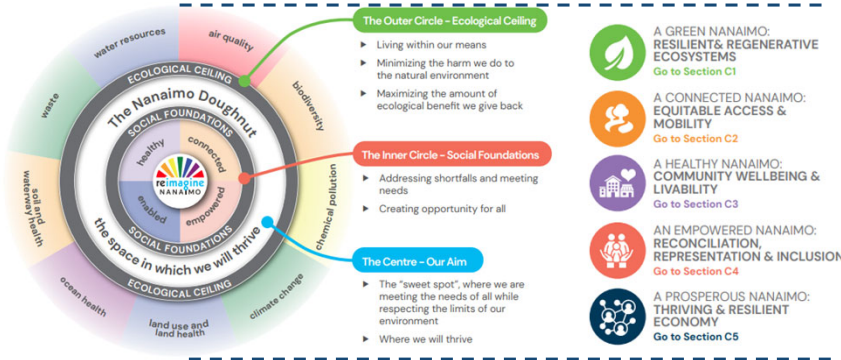 water resources
air quality
biodiversity
chemical pollution
climate change
land use and
land health
ocean health
soil and
waterway health
waste
ECOLOGICAL CEILING
The Nanaimo Doughnut
SOCIAL FOUNDATIONS
healthy
connected
reimagine
NANAIMO
enabled
empowered
SOCIAL FOUNDATIONS
the space in which we will thrive
ECOLOGICAL CEILING
The Outer Circle – Ecological Ceiling
▶ Living within our means
▶ Minimizing the harm we do to
the natural environment
▶ Maximizing the amount of
ecological benefit we give back
The Inner Circle – Social Foundations
▶ Addressing shortfalls and meeting
needs
▶ Creating opportunity for all
The Centre – Our Aim
▶ The "sweet spot", where we are
meeting the needs of all while
respecting the limits of our
environment
▶ Where we will thrive
A GREEN NANAIMO:
RESILIENT& REGENERATIVE
ECOSYSTEMS
Go to Section C1
A CONNECTED NANAIMO:
EQUITABLE ACCESS &
MOBILITY
Go to Section C2
A HEALTHY NANAIMO:
COMMUNITY WELLBEING &
LIVABILITY
Go to Section C3
AN EMPOWERED NANAIMO:
RECONCILIATION,
REPRESENTATION & INCLUSION
Go to Section C4
A PROSPEROUS NANAIMO:
THRIVING & RESILIENT
ECONOMY
Go to Section C5